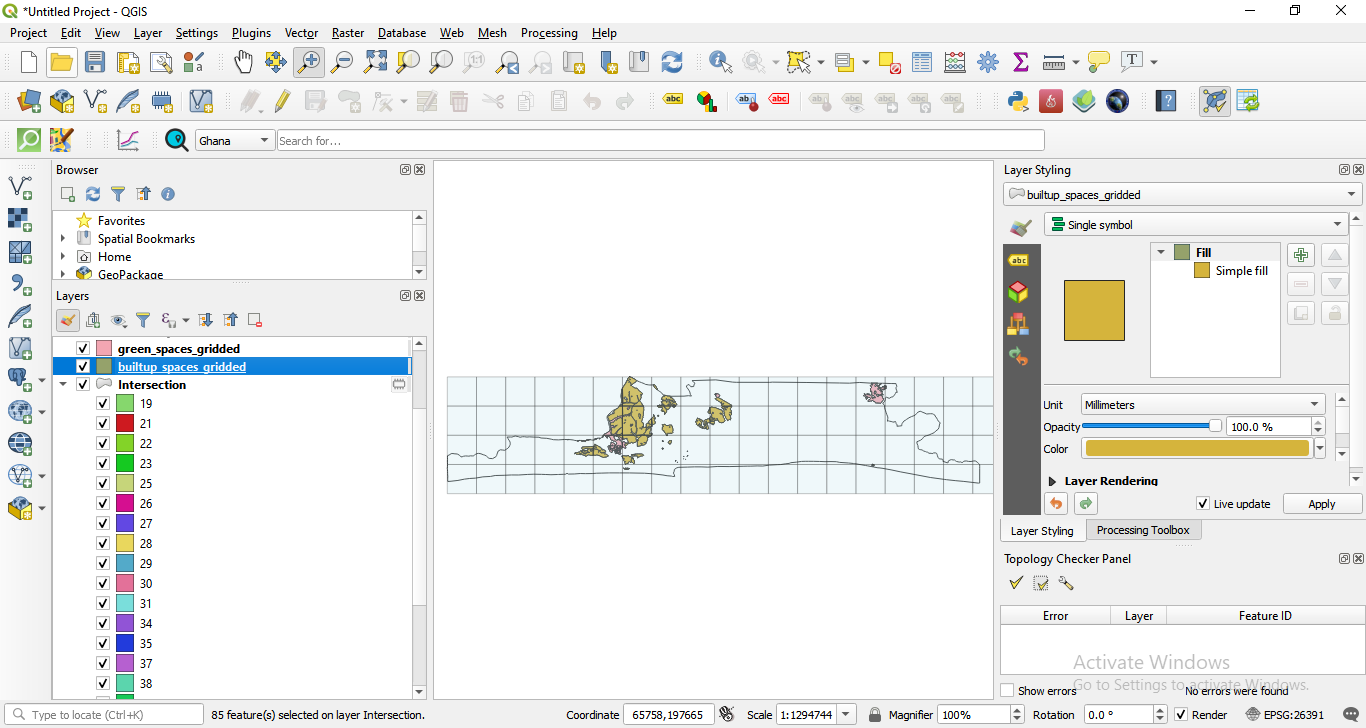 *Untitled Project - QGIS
Project Edit View Layer Settings Plugins Vector Raster Database Web Mesh Processing Help
Ghana Search for...
Browser
Favorites
Spatial Bookmarks
Home
GeoPackage
Layers
green_spaces_gridded
builtup_spaces_gridded
Intersection
19
21
22
23
25
26
27
28
29
30
31
34
35
37
38
Layer Styling
builtup_spaces_gridded
Single symbol
Fill
Simple fill
Unit Millimeters
Opacity 100.0 %
Color
Layer Rendering
Live update Apply
Layer Styling Processing Toolbox
Topology Checker Panel
Error Layer Feature ID
Activate Windows
Go to Settings to activate Windows.
Show errors No errors were found
Type to locate (Ctrl+K) 85 feature(s) selected on layer Intersection. Coordinate 65758,197665 Scale 1:1294744 Magnifier 100% Rotation 0.0 ° Render EPSG:26391